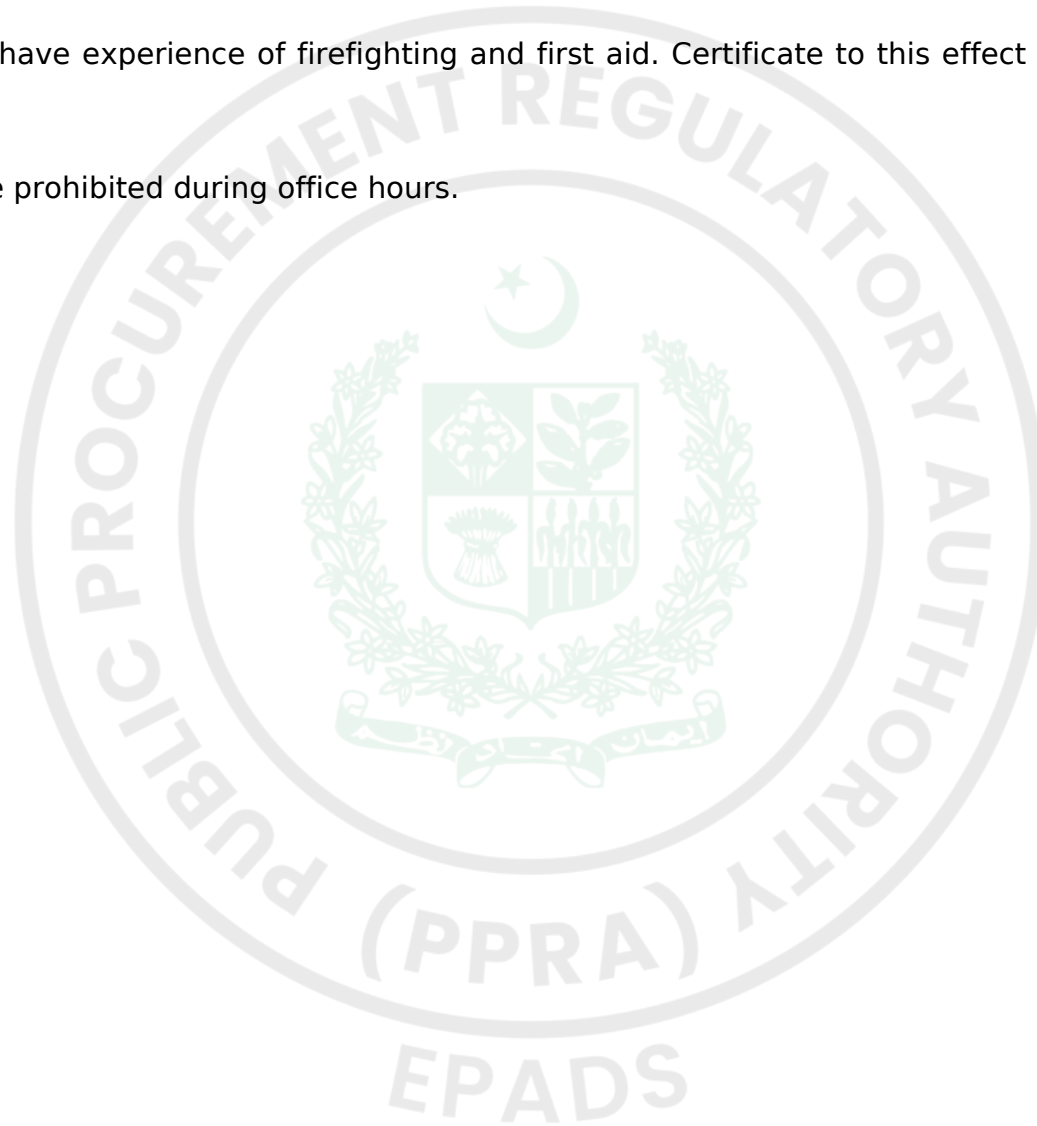 have experience of firefighting and first aid. Certificate to this effect
prohibited during office hours.
PUBLIC PROCUREMENT REGULATORY AUTHORITY
(PPRA)
EPADS